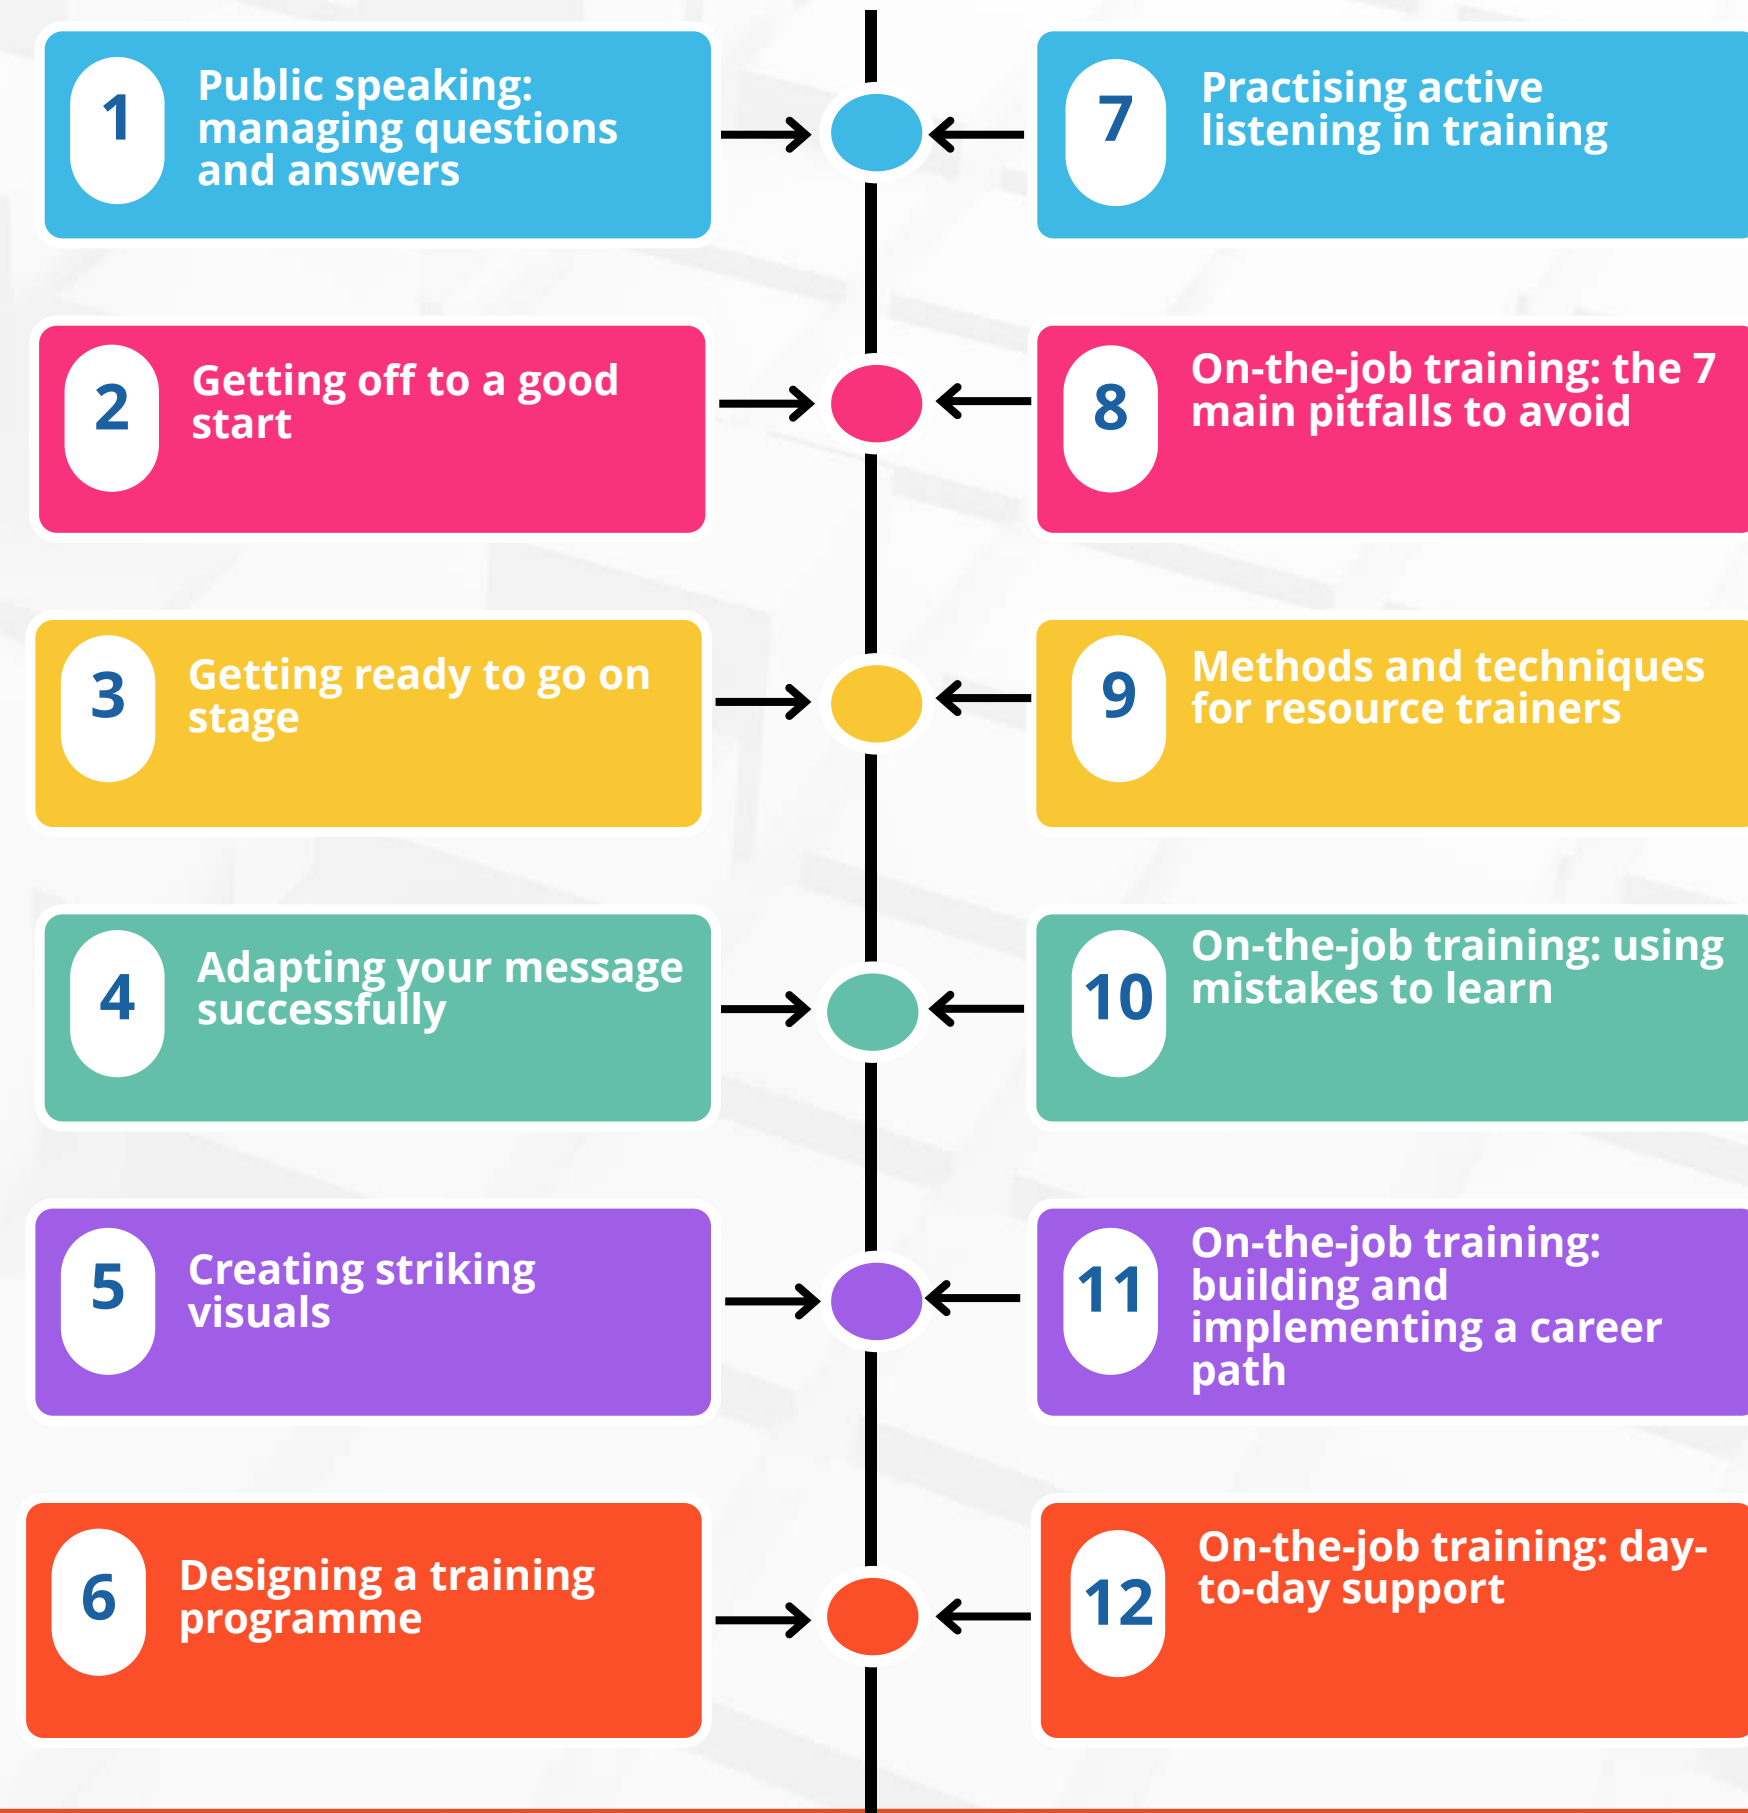 1
Public speaking:
managing questions
and answers
2
Getting off to a good
start
3
Getting ready to go on
stage
4
Adapting your message
successfully
5
Creating striking
visuals
6
Designing a training
programme
7
Practising active
listening in training
8
On-the-job training: the 7
main pitfalls to avoid
9
Methods and techniques
for resource trainers
10
On-the-job training: using
mistakes to learn
11
On-the-job training:
building and
implementing a career
path
12
On-the-job training: day-
to-day support